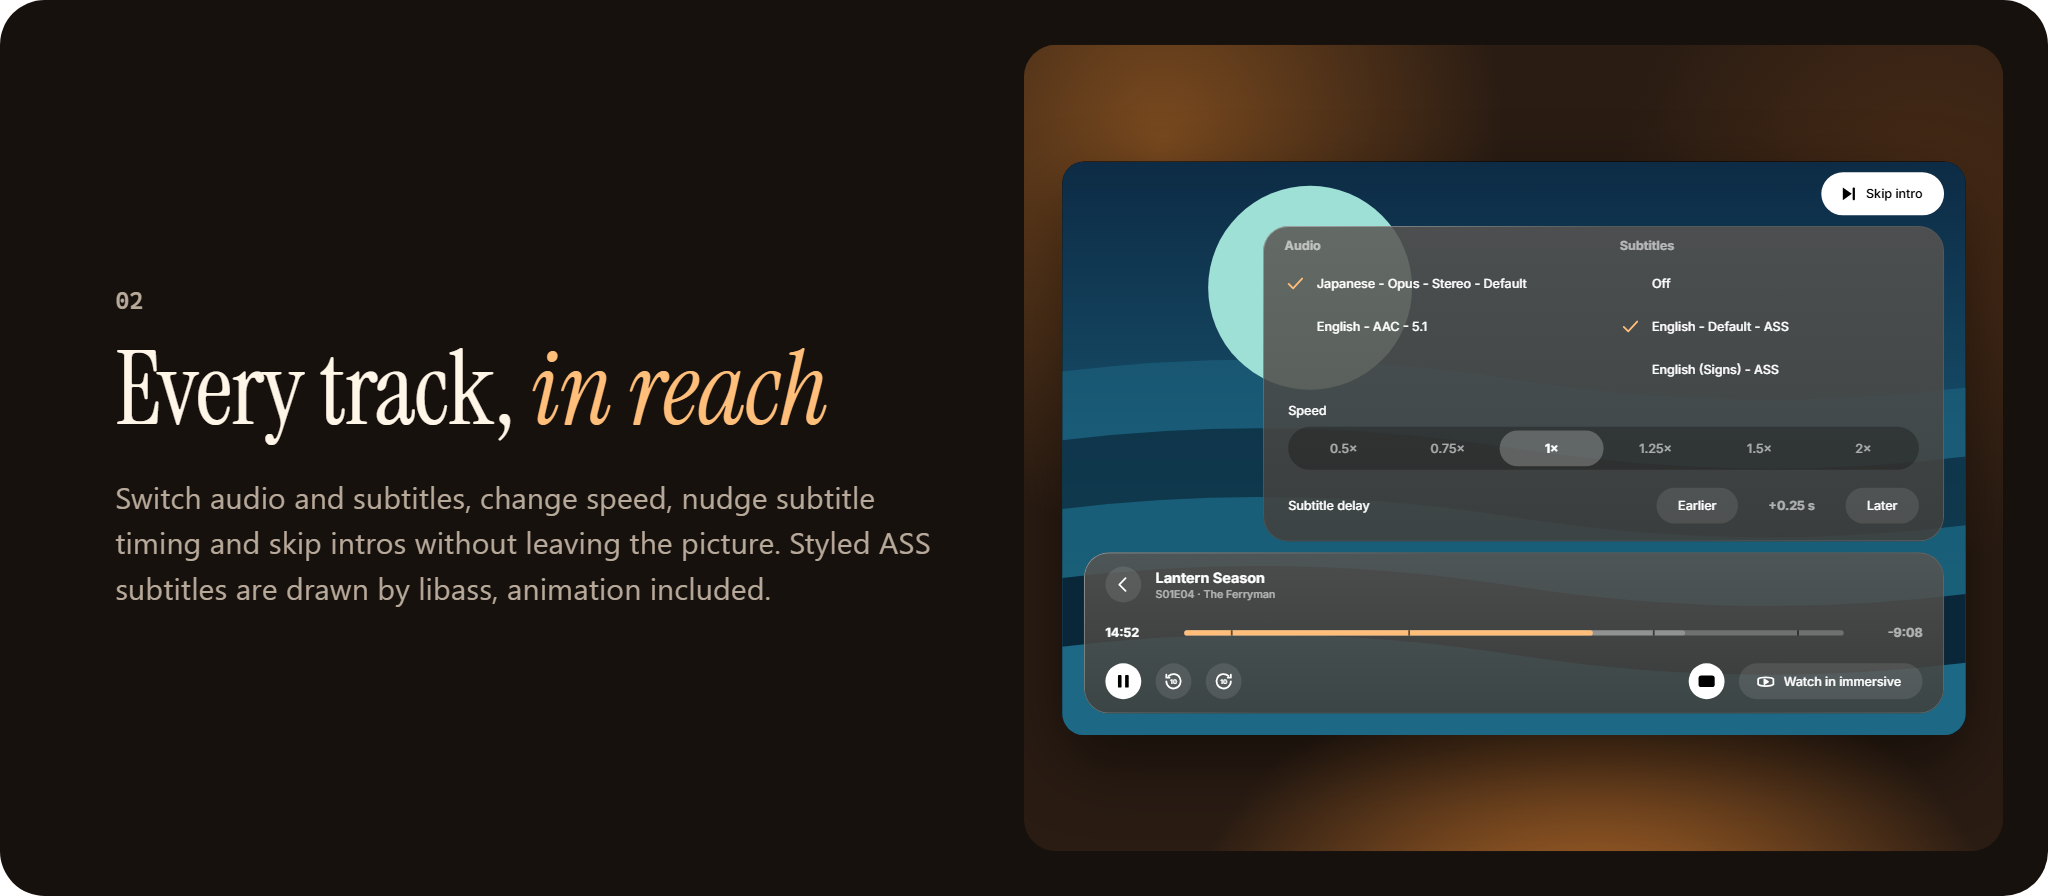 02
Every track, in reach
Switch audio and subtitles, change speed, nudge subtitle
timing and skip intros without leaving the picture. Styled ASS
subtitles are drawn by libass, animation included.
Skip intro
Audio
Japanese - Opus - Stereo - Default
English - AAC - 5.1
Subtitles
Off
English - Default - ASS
English (Signs) - ASS
Speed
0.5× 0.75× 1× 1.25× 1.5× 2×
Subtitle delay Earlier +0.25 s Later
Lantern Season
S01E04 · The Ferryman
14:52 -9:08
10 10 Watch in immersive